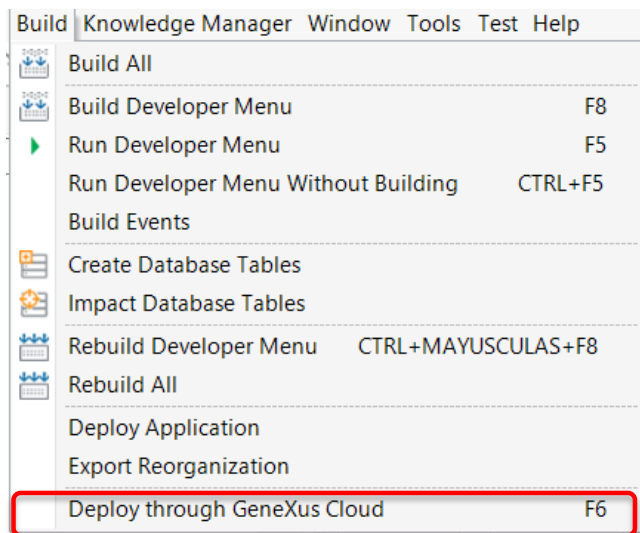 Build Knowledge Manager Window Tools Test Help
Build All
Build Developer Menu F8
Run Developer Menu F5
Run Developer Menu Without Building CTRL+F5
Build Events
Create Database Tables
Impact Database Tables
Rebuild Developer Menu CTRL+MAYUSCULAS+F8
Rebuild All
Deploy Application
Export Reorganization
Deploy through GeneXus Cloud F6